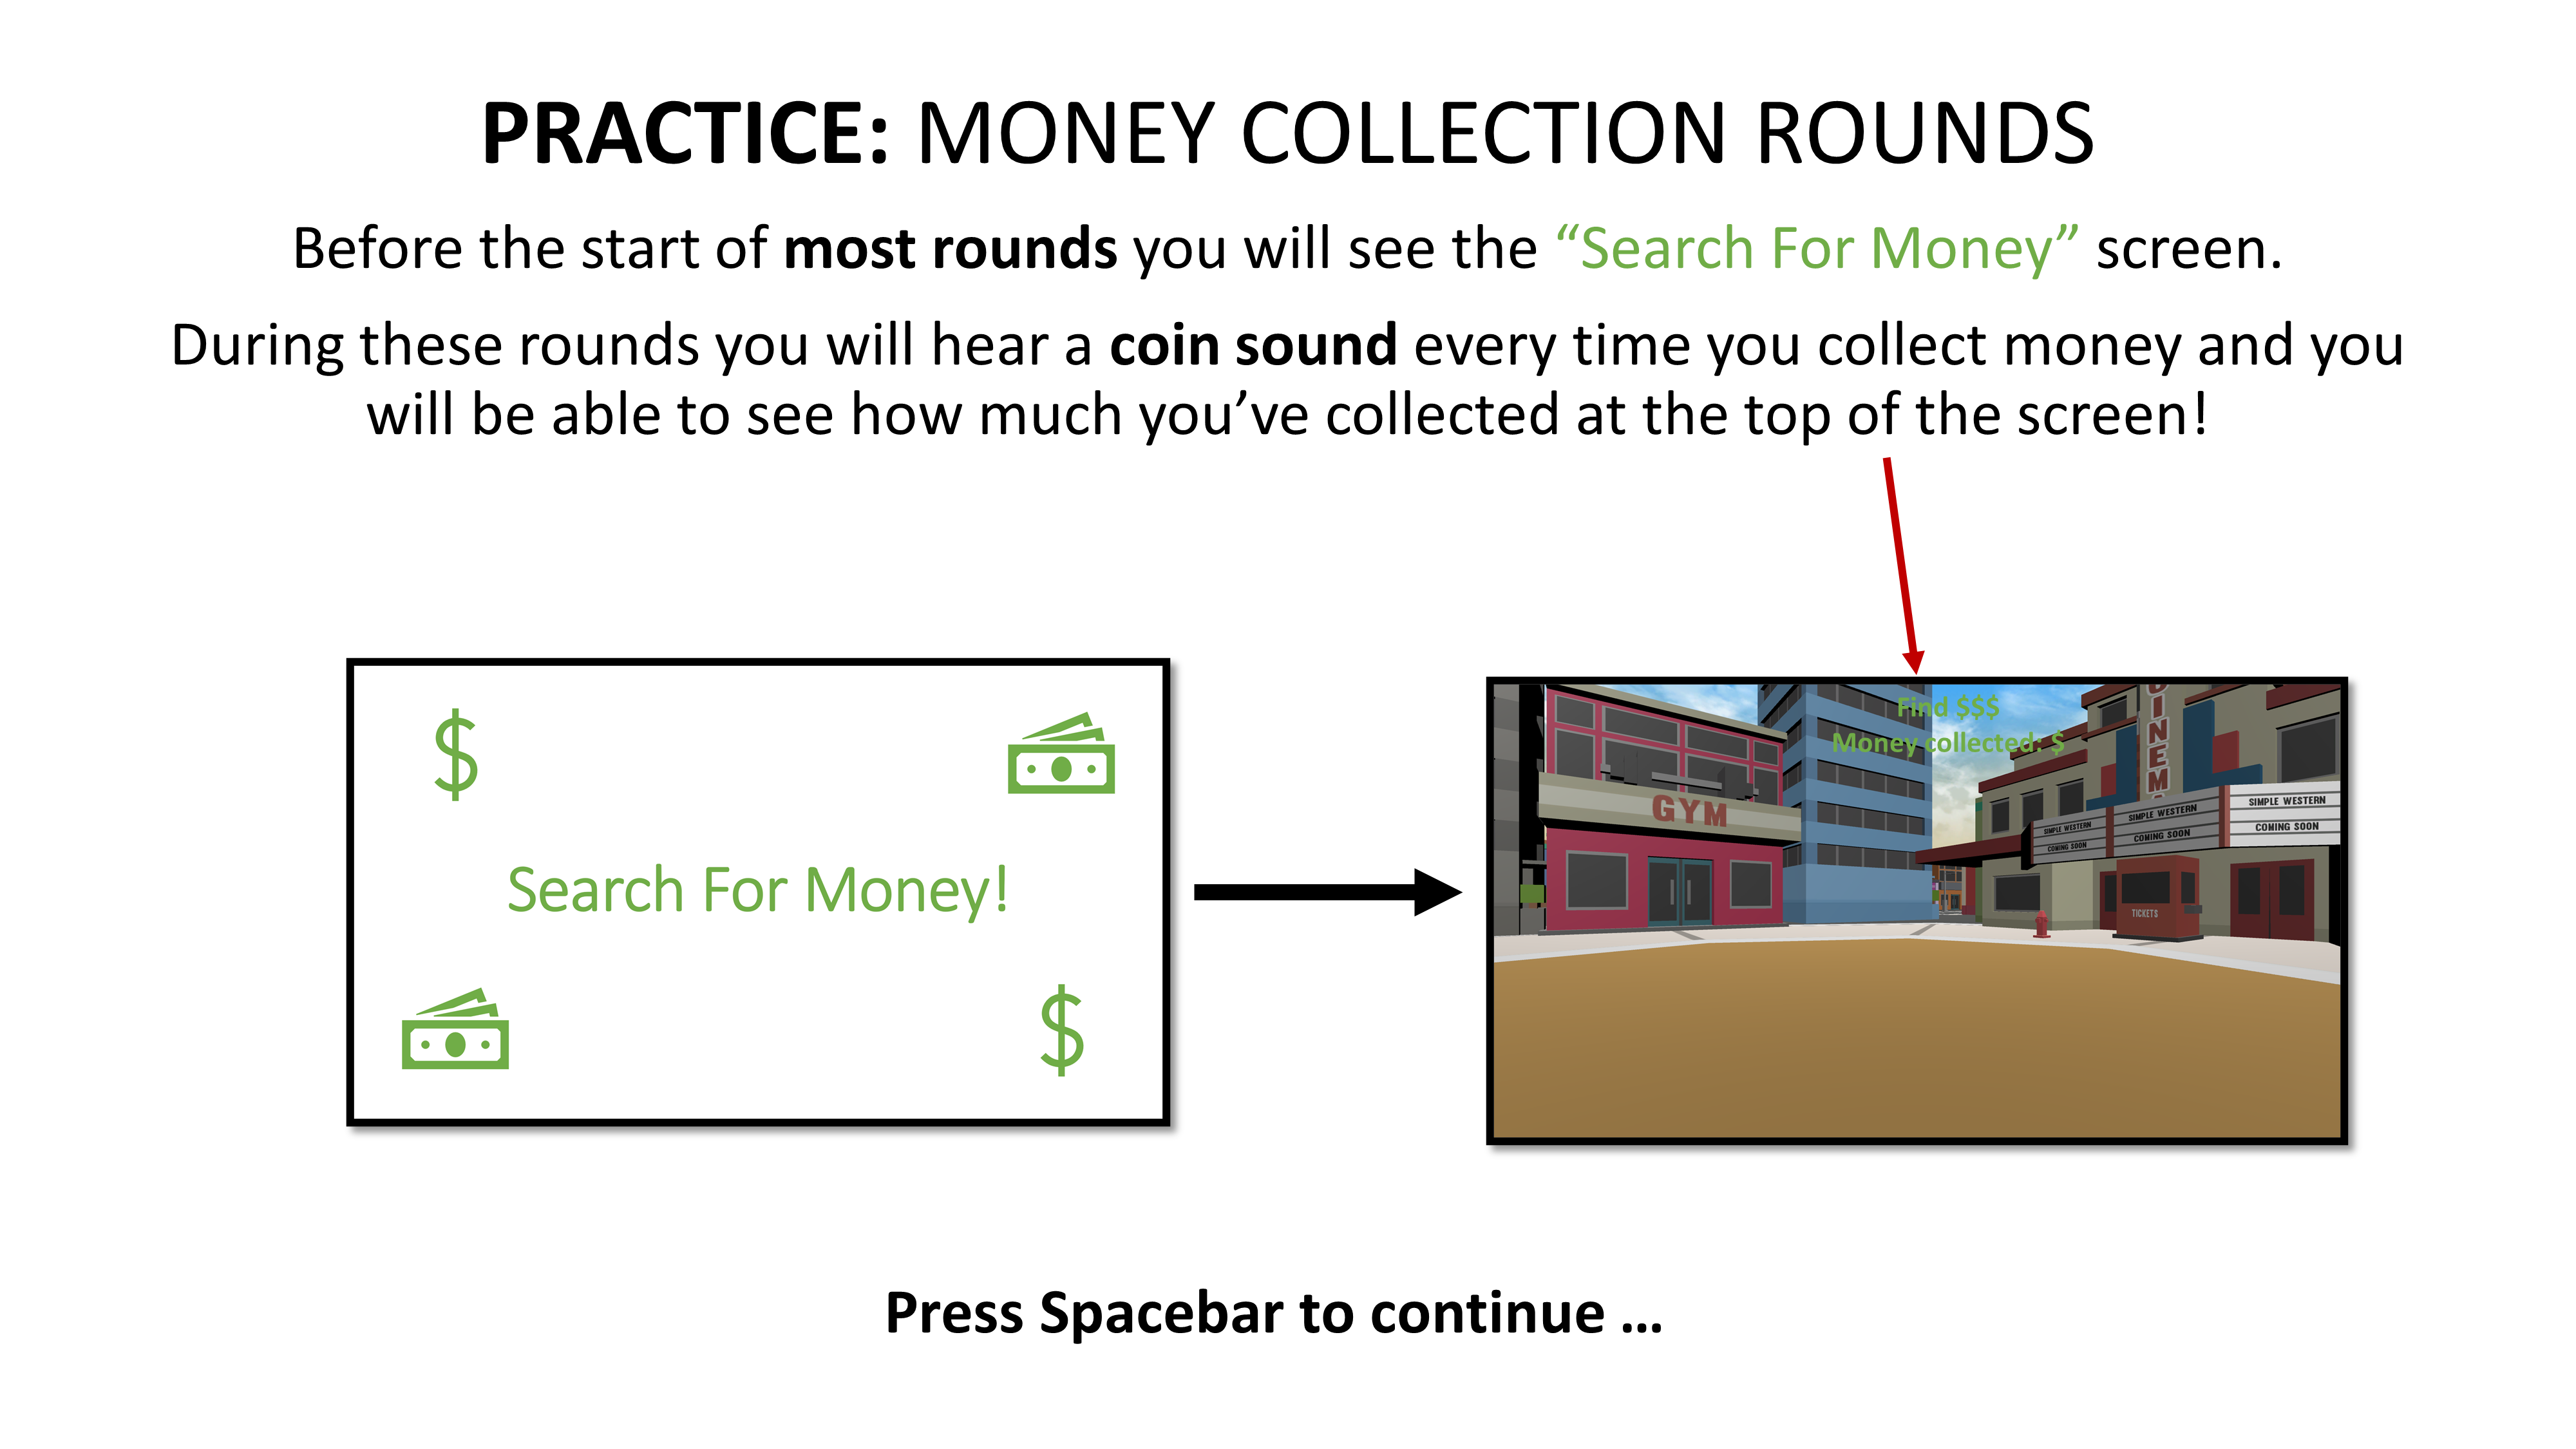 PRACTICE: MONEY COLLECTION ROUNDS
Before the start of most rounds you will see the “Search For Money” screen.
During these rounds you will hear a coin sound every time you collect money and you
will be able to see how much you’ve collected at the top of the screen!
$
Search For Money!
$
Find $$$
Money collected: $
GYM
CINEMA
SIMPLE WESTERN
COMING SOON
SIMPLE WESTERN
COMING SOON
SIMPLE WESTERN
COMING SOON
TICKETS
Press Spacebar to continue ...